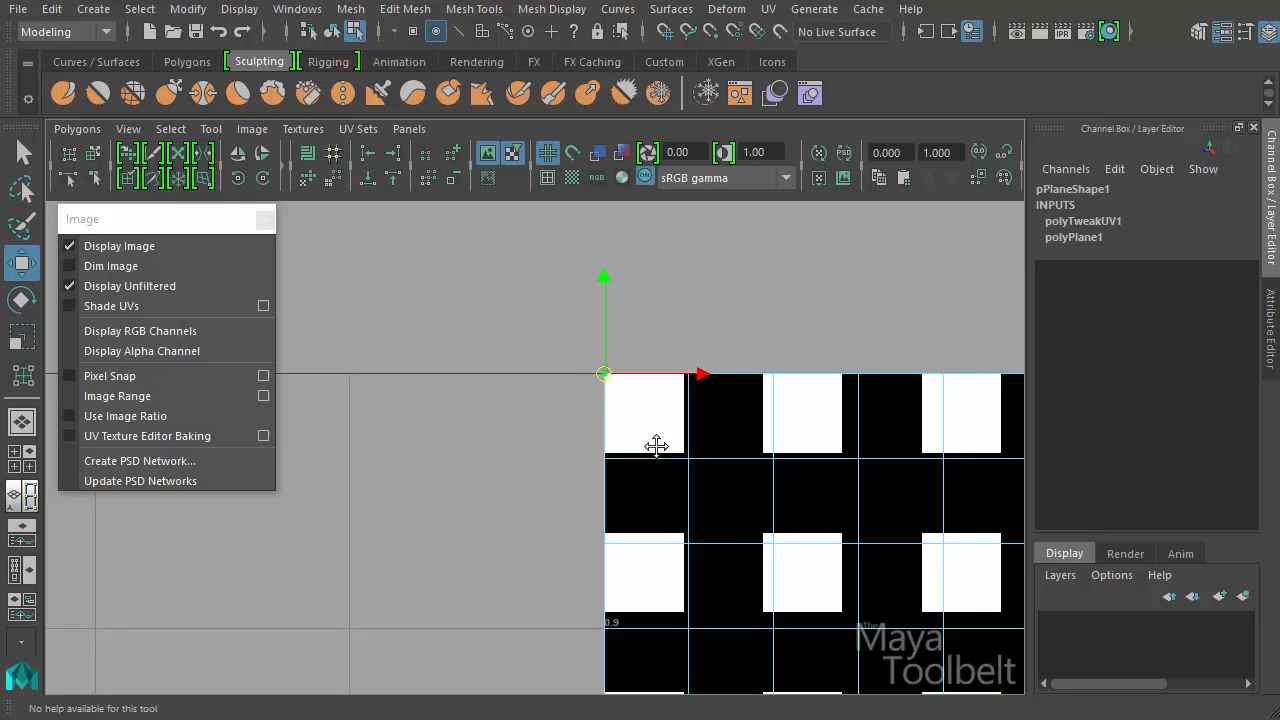 File Edit Create Select Modify Display Windows Mesh Edit Mesh Mesh Tools Mesh Display Curves Surfaces Deform UV Generate Cache Help
Modeling No Live Surface
Curves / Surfaces Polygons Sculpting Rigging Animation Rendering FX FX Caching Custom XGen Icons
Polygons View Select Tool Image Textures UV Sets Panels
0.00 1.00 PSD 0.000 1.000
RGB ON sRGB gamma
Channel Box / Layer Editor
Channels Edit Object Show
pPlaneShape1
INPUTS
polyTweakUV1
polyPlane1
Image
Display Image
Dim Image
Display Unfiltered
Shade UVs
Display RGB Channels
Display Alpha Channel
Pixel Snap
Image Range
Use Image Ratio
UV Texture Editor Baking
Create PSD Network...
Update PSD Networks
0.9
The
Maya
Toolbelt
Display Render Anim
Layers Options Help
Channel Box / Layer Editor
Attribute Editor
No help available for this tool